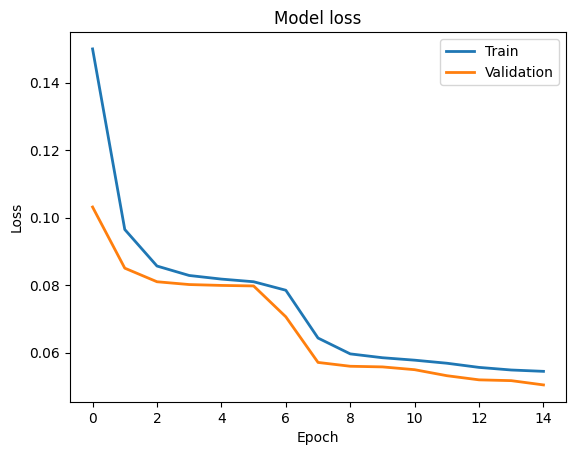 Model loss
Train
Validation
0.14
0.12
0.10
0.08
0.06
Loss
0 2 4 6 8 10 12 14
Epoch